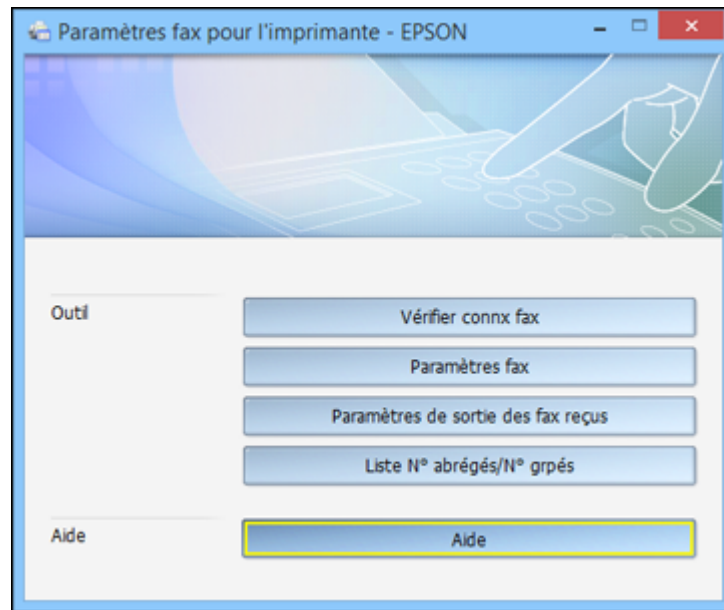 Paramètres fax pour l'imprimante - EPSON
Outil
Vérifier connx fax
Paramètres fax
Paramètres de sortie des fax reçus
Liste N° abrégés/N° grpés
Aide
Aide